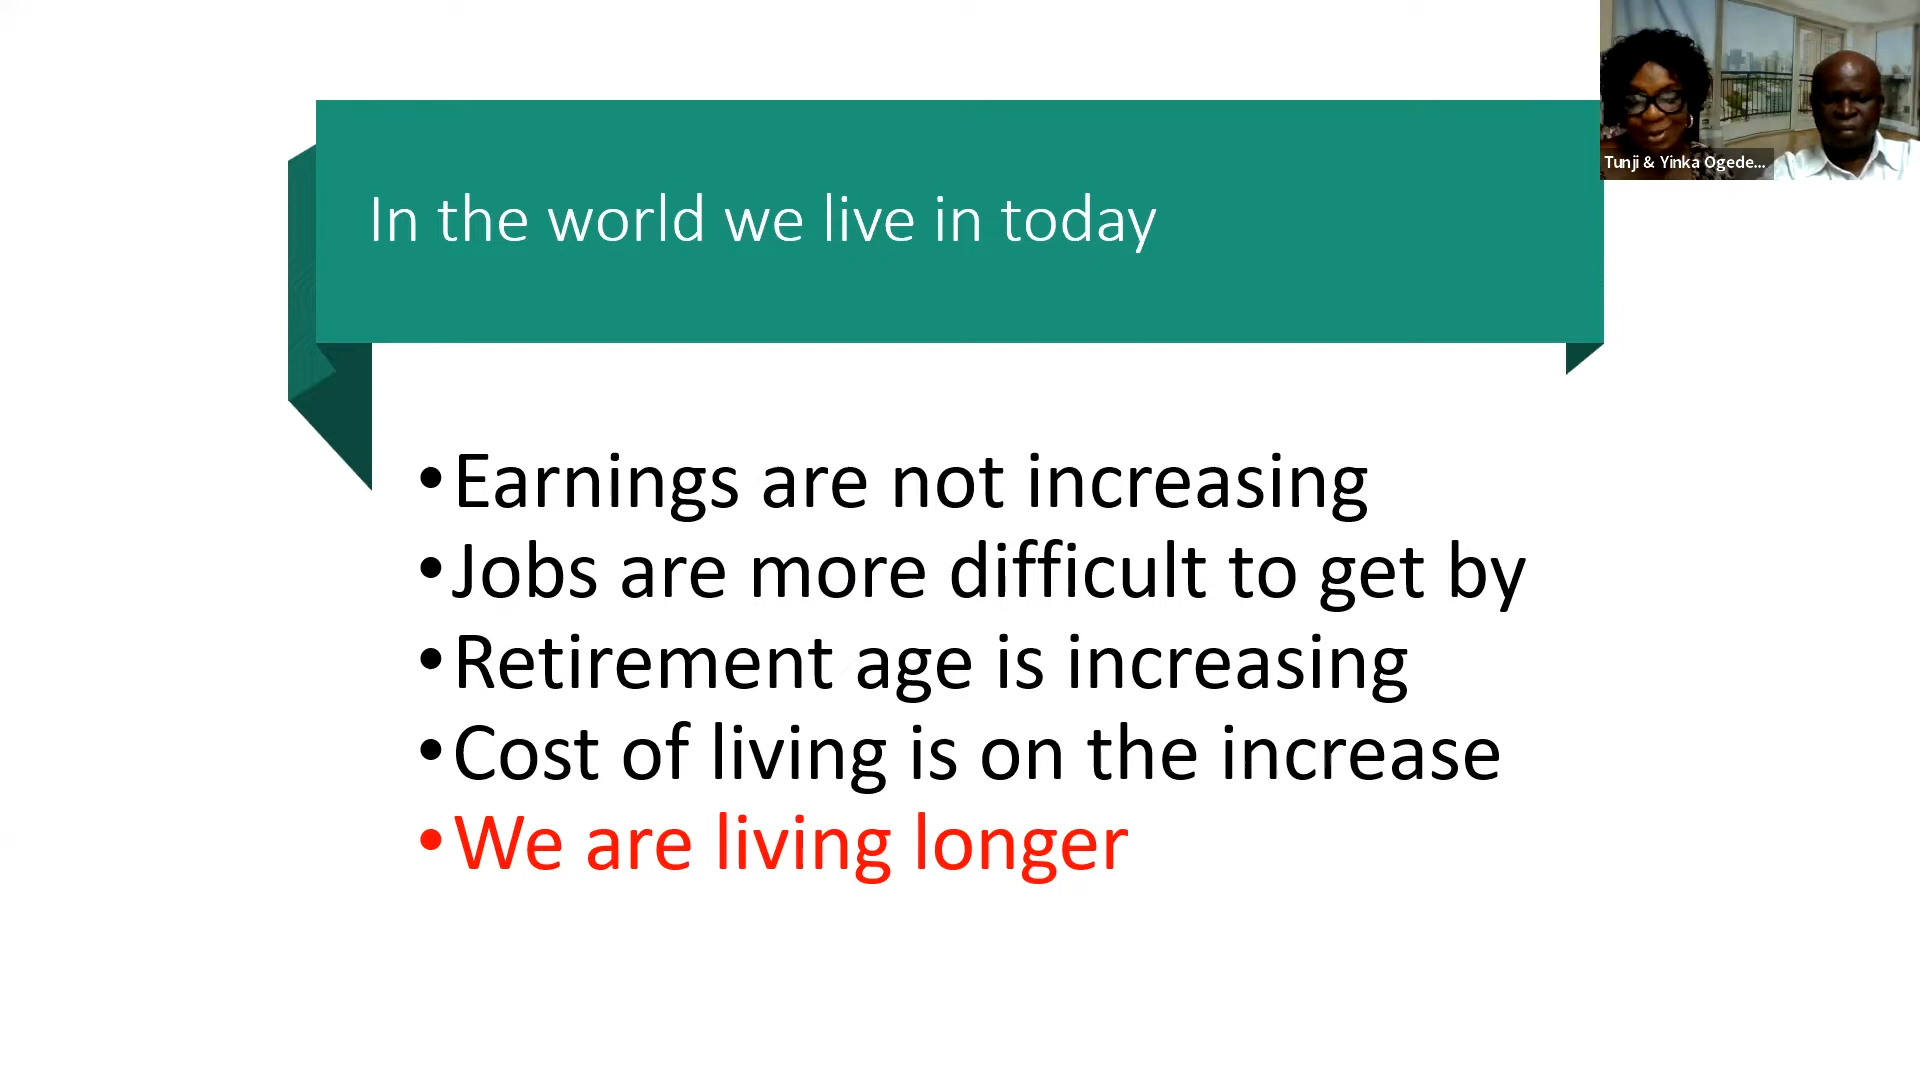 In the world we live in today
Tunji & Yinka Ogede...
•Earnings are not increasing
•Jobs are more difficult to get by
•Retirement age is increasing
•Cost of living is on the increase
•We are living longer